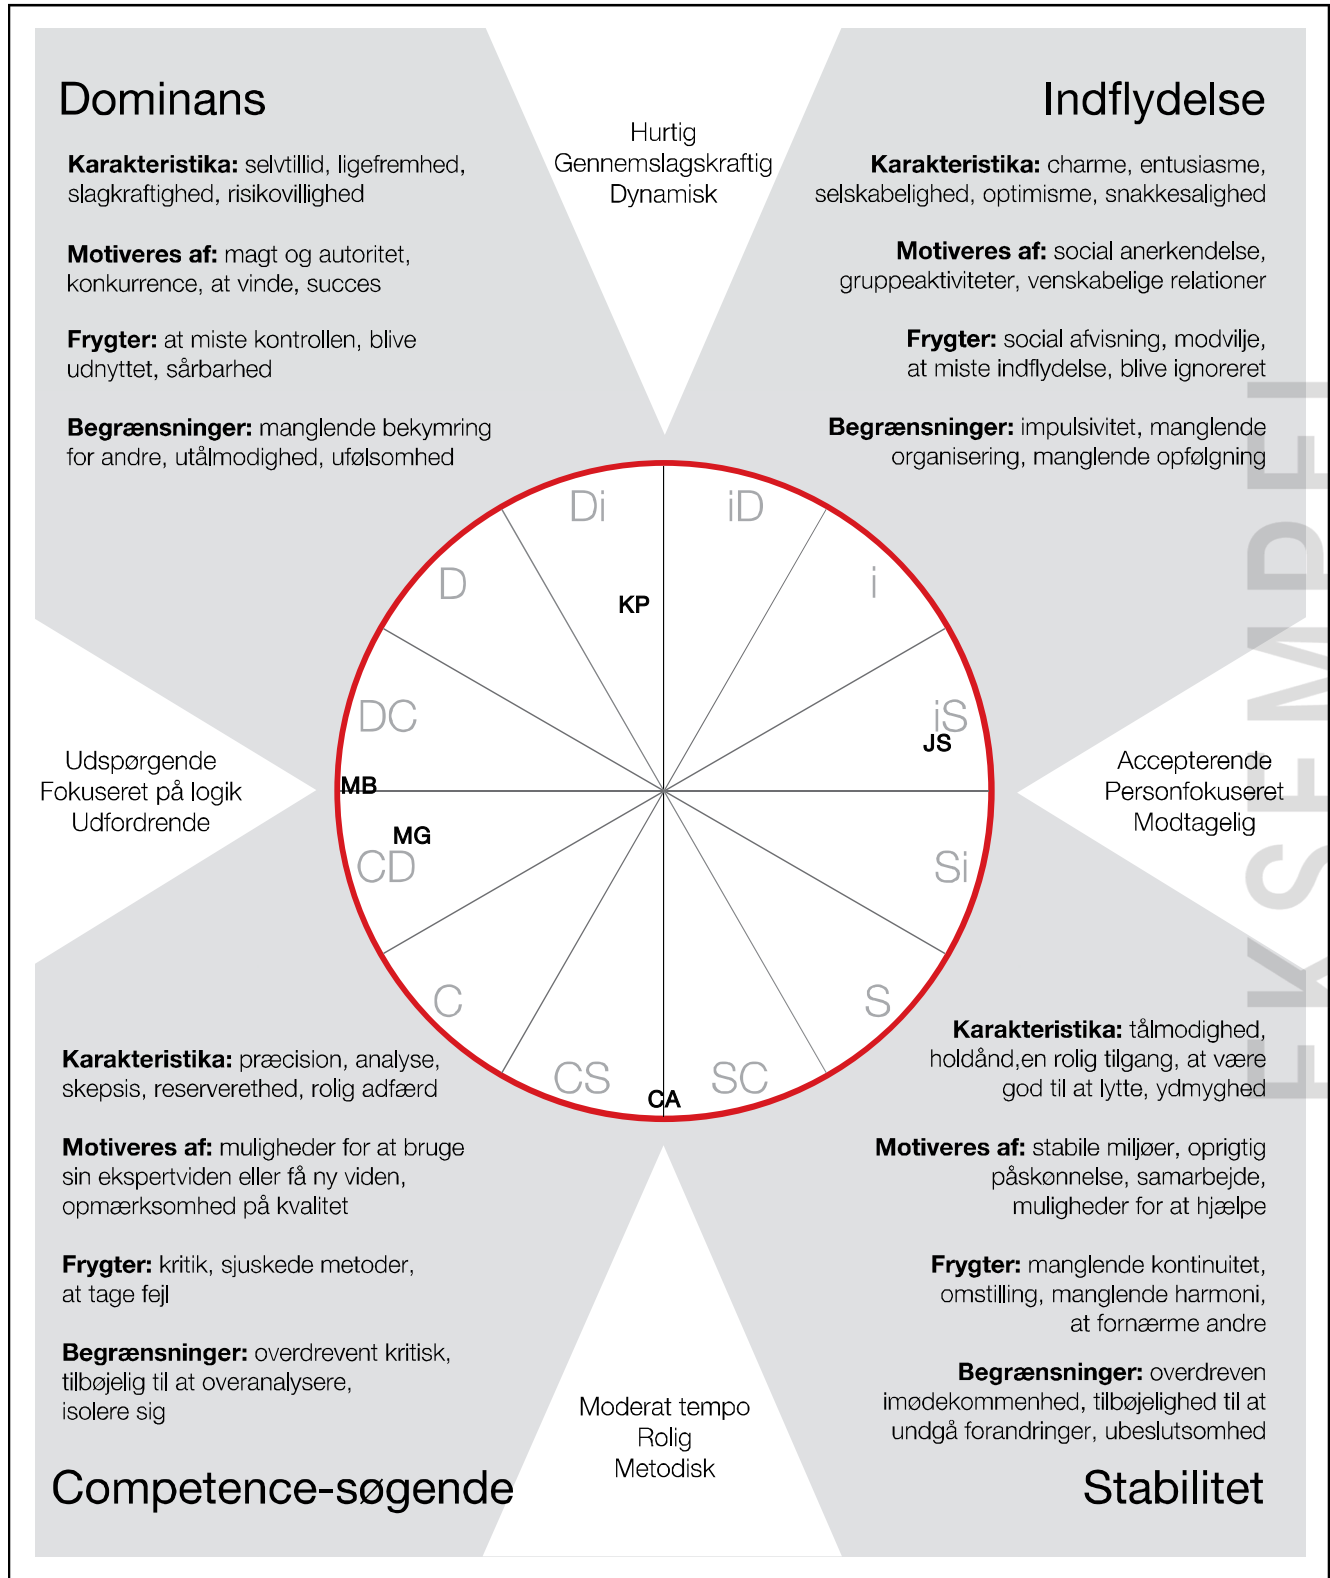 Dominans
Karakteristika: selvtillid, ligefremhed,
slagkraftighed, risikovillighed
Motiveres af: magt og autoritet,
konkurrence, at vinde, succes
Frygter: at miste kontrollen, blive
udnyttet, sårbarhed
Begrænsninger: manglende bekymring
for andre, utålmodighed, ufølsomhed
Hurtig
Gennemslagskraftig
Dynamisk
Indflydelse
Karakteristika: charme, entusiasme,
selskabelighed, optimisme, snakkesalighed
Motiveres af: social anerkendelse,
gruppeaktiviteter, venskabelige relationer
Frygter: social afvisning, modvilje,
at miste indflydelse, blive ignoreret
Begrænsninger: impulsivitet, manglende
organisering, manglende opfølgning
Di
iD
D
i
KP
DC
iS
JS
MB
MG
CD
Si
C
S
CS
SC
CA
Udspørgende
Fokuseret på logik
Udfordrende
Accepterende
Personfokuseret
Modtagelig
EKSEMPEL
Karakteristika: præcision, analyse,
skepsis, reserverethed, rolig adfærd
Motiveres af: muligheder for at bruge
sin ekspertviden eller få ny viden,
opmærksomhed på kvalitet
Frygter: kritik, sjuskede metoder,
at tage fejl
Begrænsninger: overdrevent kritisk,
tilbøjelig til at overanalysere,
isolere sig
Competence-søgende
Moderat tempo
Rolig
Metodisk
Karakteristika: tålmodighed,
holdånd,en rolig tilgang, at være
god til at lytte, ydmyghed
Motiveres af: stabile miljøer, oprigtig
påskønnelse, samarbejde,
muligheder for at hjælpe
Frygter: manglende kontinuitet,
omstilling, manglende harmoni,
at fornærme andre
Begrænsninger: overdreven
imødekommenhed, tilbøjelighed til at
undgå forandringer, ubeslutsomhed
Stabilitet